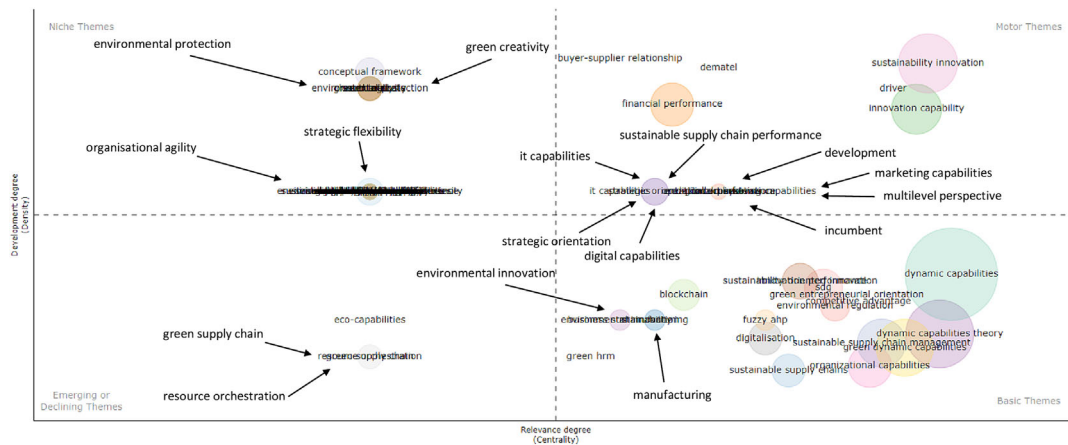 Niche Themes
Motor Themes
environmental protection
green creativity
conceptual framework
buyer-supplier relationship
dematel
sustainability innovation
driver
financial performance
innovation capability
strategic flexibility
sustainable supply chain performance
organisational agility
it capabilities
development
marketing capabilities
multilevel perspective
it capabilities
capabilities
strategic orientation
digital capabilities
incumbent
Development degree
(Density)
environmental innovation
dynamic capabilities
blockchain
green entrepreneurial orientation
competitive advantage
environmental regulation
eco-capabilities
fuzzy ahp
green supply chain
digitalisation
dynamic capabilities theory
sustainable supply chain management
green dynamic capabilities
green hrm
organizational capabilities
sustainable supply chains
resource orchestration
manufacturing
Emerging or
Declining Themes
Basic Themes
Relevance degree
(Centrality)